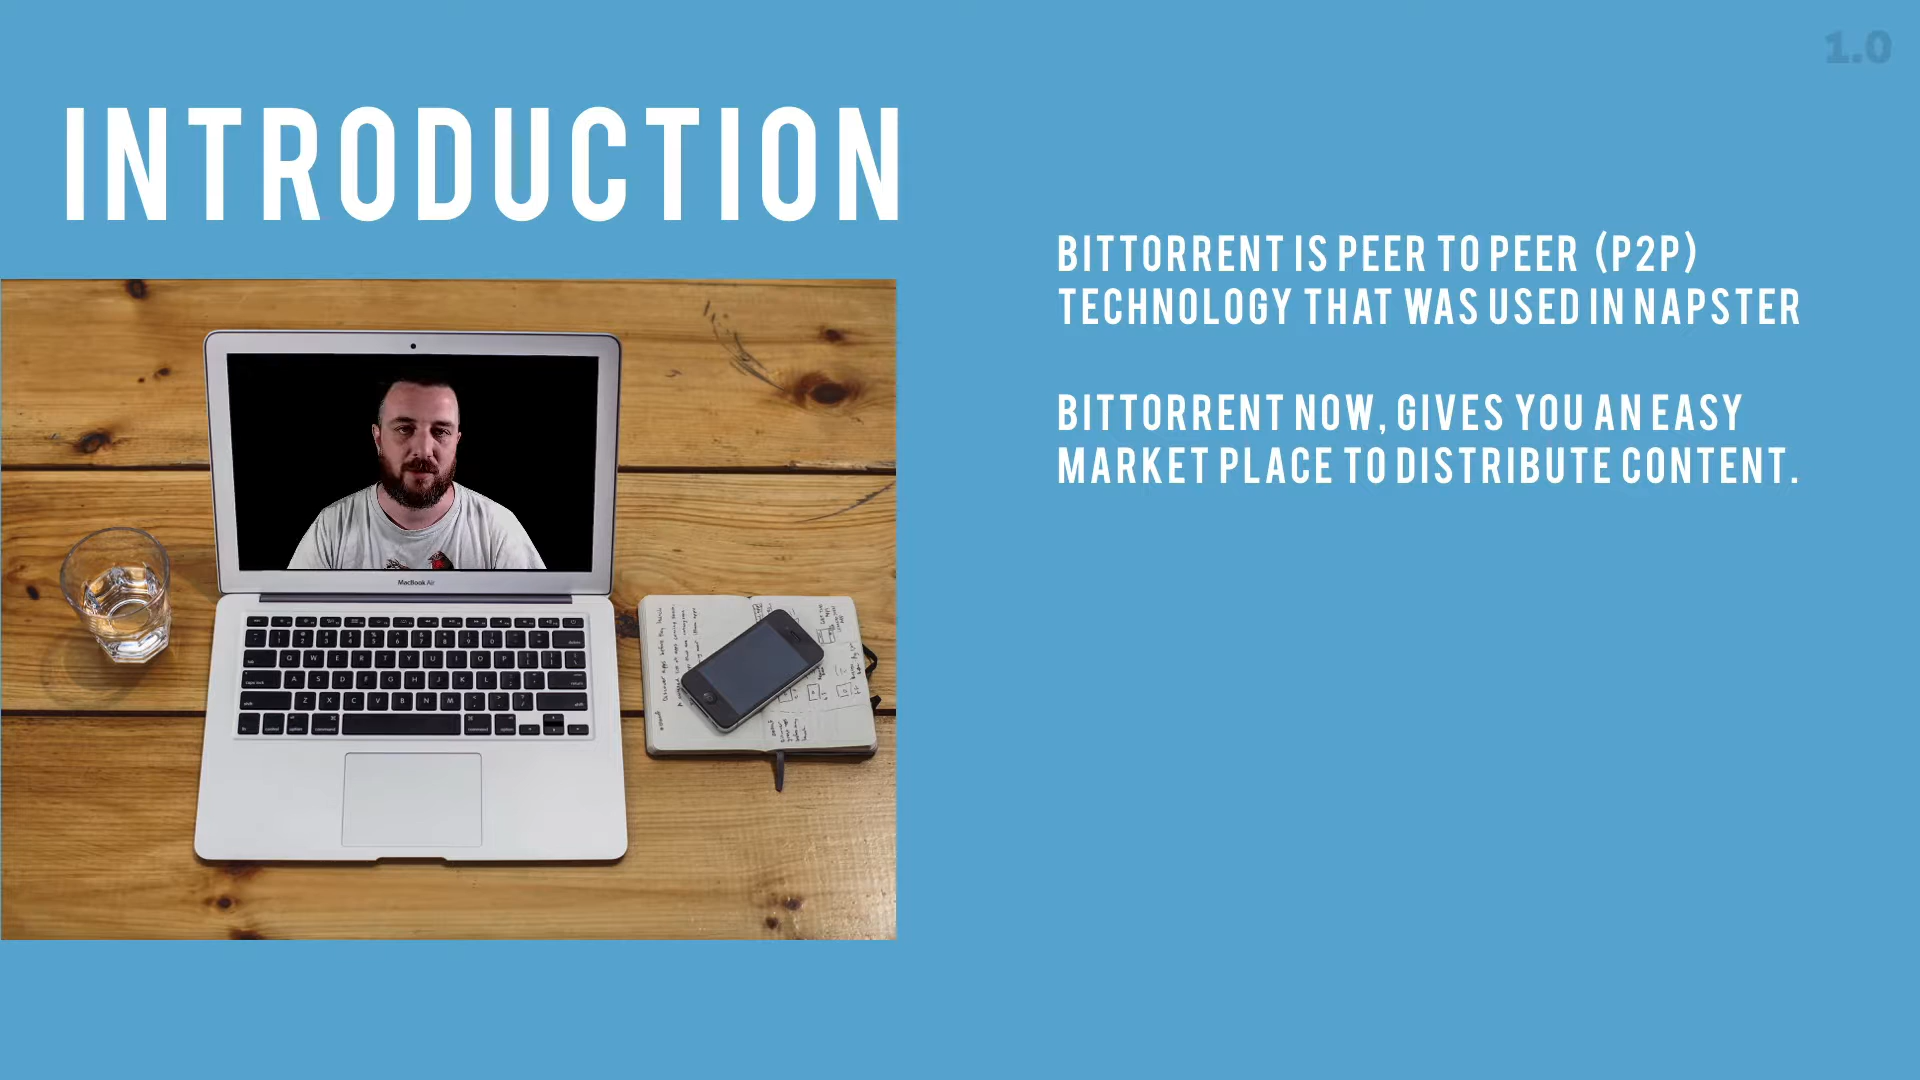 1.0
INTRODUCTION
BITTORRENT IS PEER TO PEER (P2P)
TECHNOLOGY THAT WAS USED IN NAPSTER
BITTORRENT NOW, GIVES YOU AN EASY
MARKET PLACE TO DISTRIBUTE CONTENT.
MacBook Air